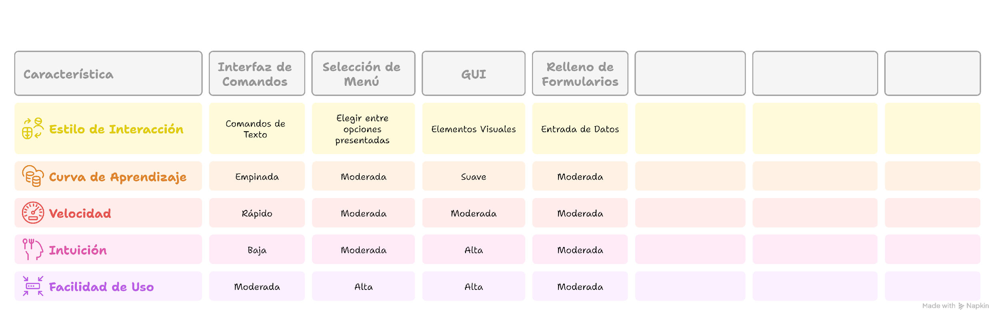 Característica
Interfaz de
Comandos
Selección de
Menú
GUI
Relleno de
Formularios
Estilo de Interacción
Comandos de
Texto
Elegir entre
opciones
presentadas
Elementos Visuales
Entrada de Datos
Curva de Aprendizaje
Empinada
Moderada
Suave
Moderada
Velocidad
Rápido
Moderada
Moderada
Moderada
Intuición
Baja
Moderada
Alta
Moderada
Facilidad de Uso
Moderada
Alta
Alta
Moderada
Made with Napkin